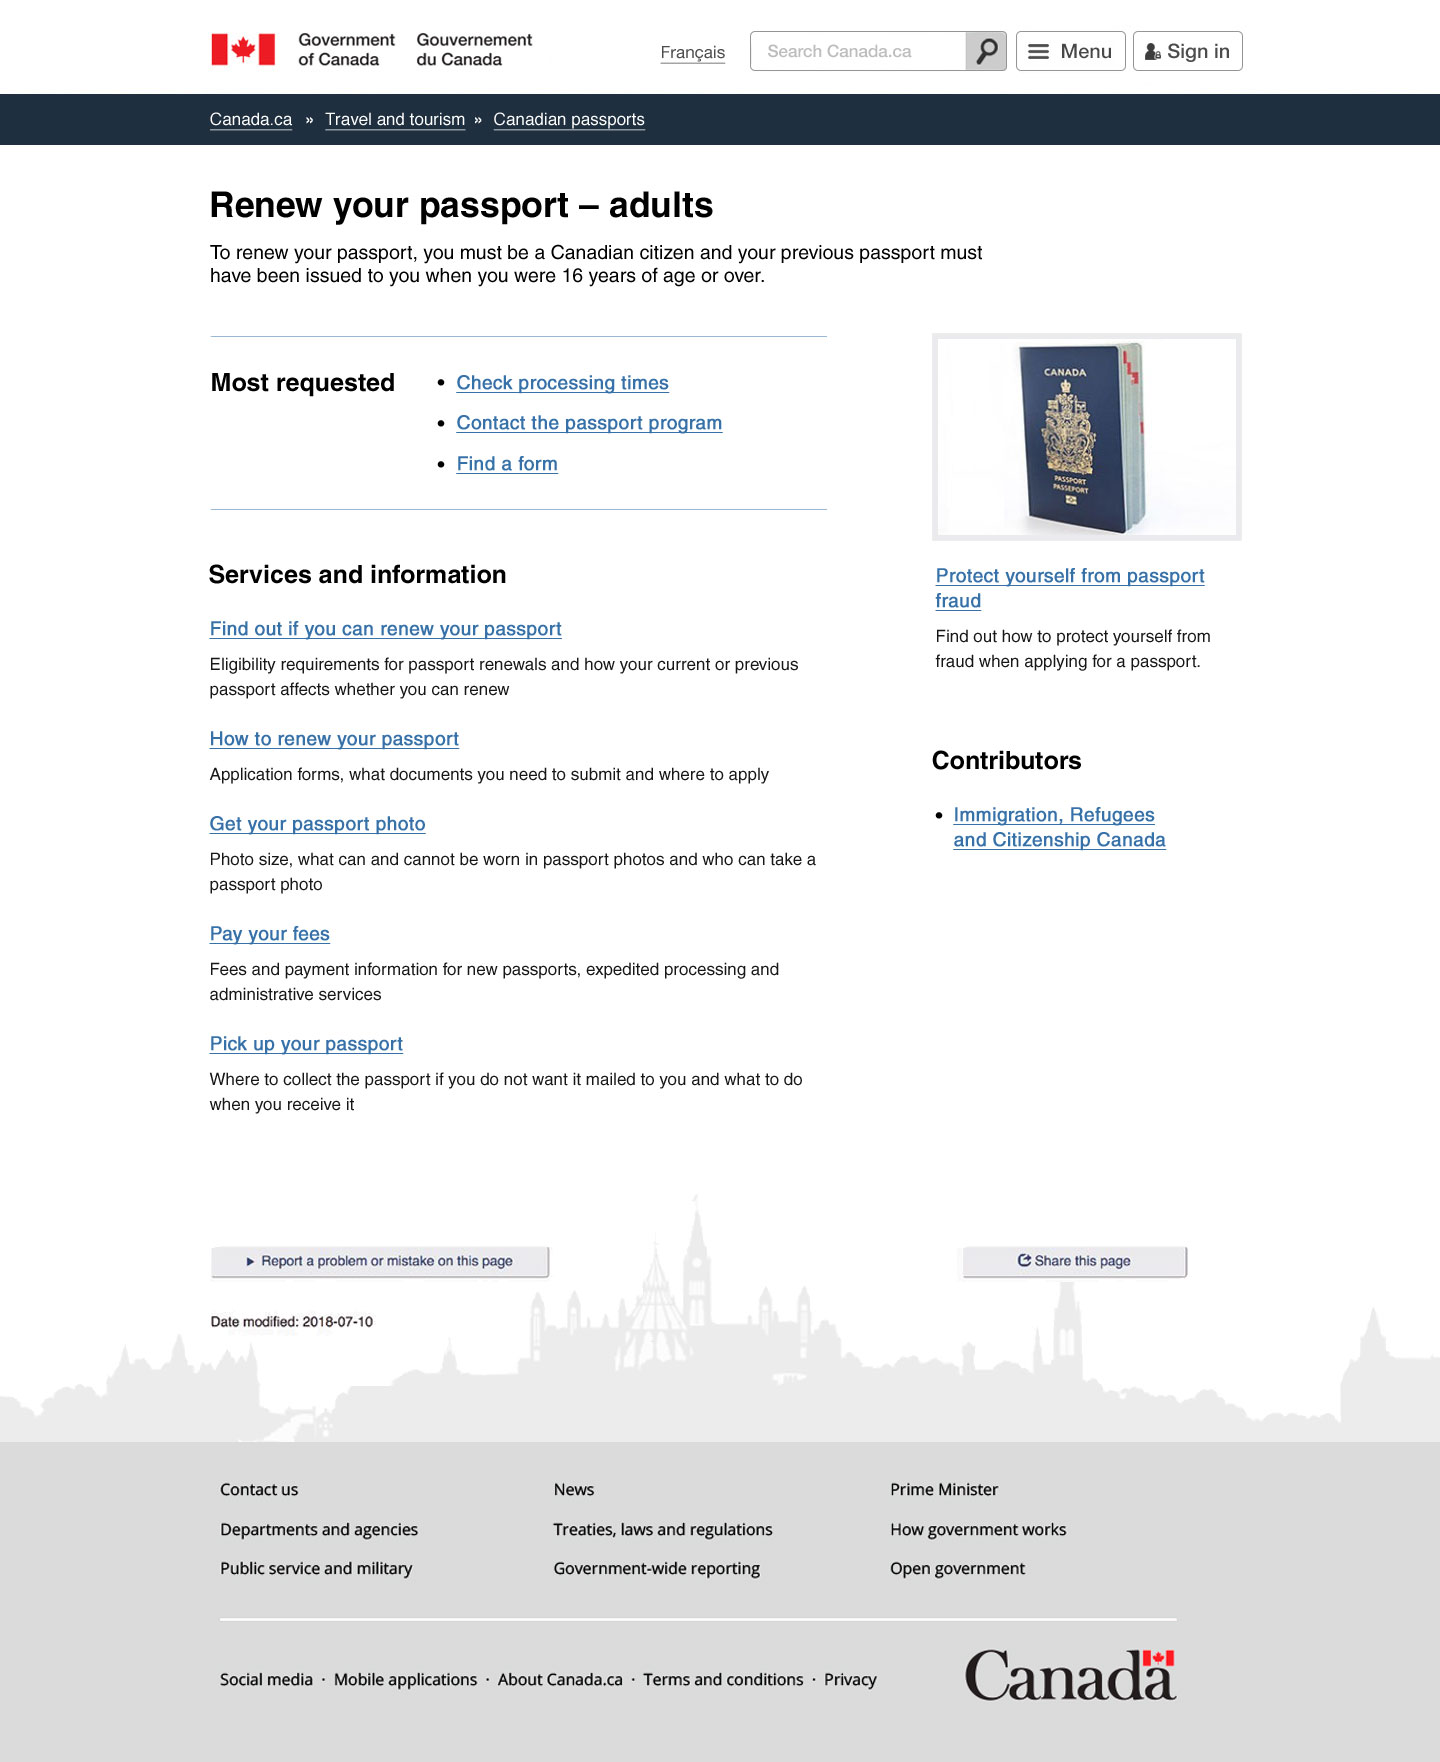 Government of Canada
Gouvernement du Canada
Français
Search Canada.ca
Menu
Sign in
Canada.ca » Travel and tourism » Canadian passports
Renew your passport – adults
To renew your passport, you must be a Canadian citizen and your previous passport must
have been issued to you when you were 16 years of age or over.
Most requested
• Check processing times
• Contact the passport program
• Find a form
CANADA
PASSPORT
PASSEPORT
Services and information
Find out if you can renew your passport
Eligibility requirements for passport renewals and how your current or previous
passport affects whether you can renew
How to renew your passport
Application forms, what documents you need to submit and where to apply
Get your passport photo
Photo size, what can and cannot be worn in passport photos and who can take a
passport photo
Pay your fees
Fees and payment information for new passports, expedited processing and
administrative services
Pick up your passport
Where to collect the passport if you do not want it mailed to you and what to do
when you receive it
Protect yourself from passport
fraud
Find out how to protect yourself from
fraud when applying for a passport.
Contributors
• Immigration, Refugees
and Citizenship Canada
Report a problem or mistake on this page
Share this page
Date modified: 2018-07-10
Contact us
News
Prime Minister
Departments and agencies
Treaties, laws and regulations
How government works
Public service and military
Government-wide reporting
Open government
Social media · Mobile applications · About Canada.ca · Terms and conditions · Privacy
Canada